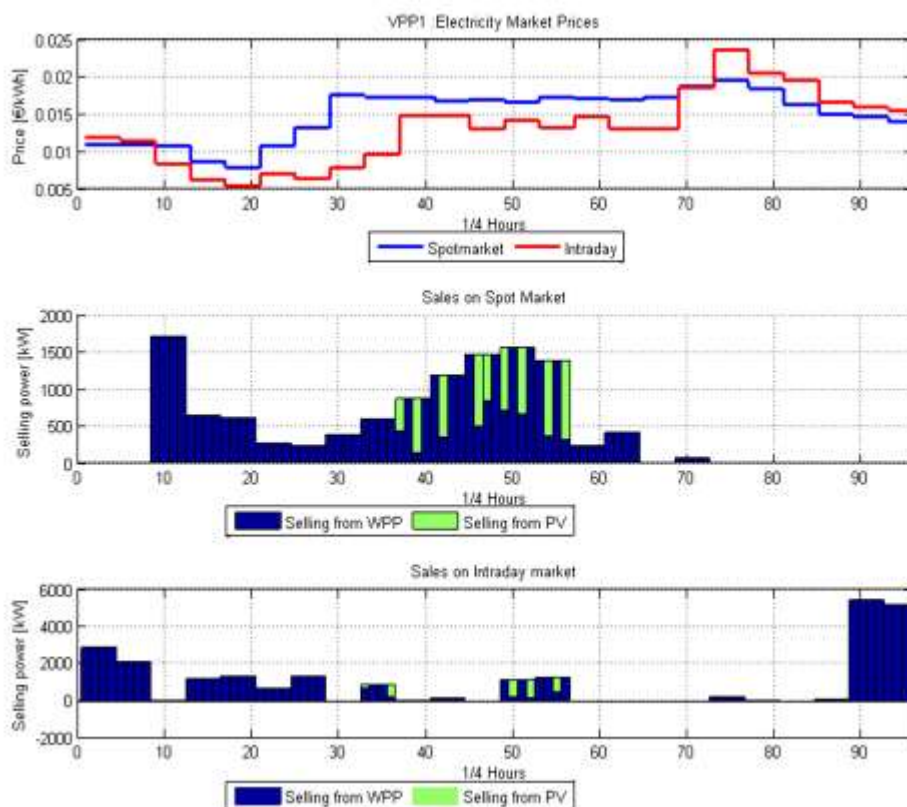 VPP1 Electricity Market Prices
Price [€/kWh]
0.025
0.02
0.015
0.01
0.005
0 10 20 30 40 50 60 70 80 90
1/4 Hours
Spotmarket Intraday
Sales on Spot Market
Selling power [kW]
2000
1500
1000
500
0
0 10 20 30 40 50 60 70 80 90
1/4 Hours
Selling from WPP Selling from PV
Sales on Intraday market
Selling power [kW]
6000
4000
2000
0
-2000
0 10 20 30 40 50 60 70 80 90
1/4 Hours
Selling from WPP Selling from PV